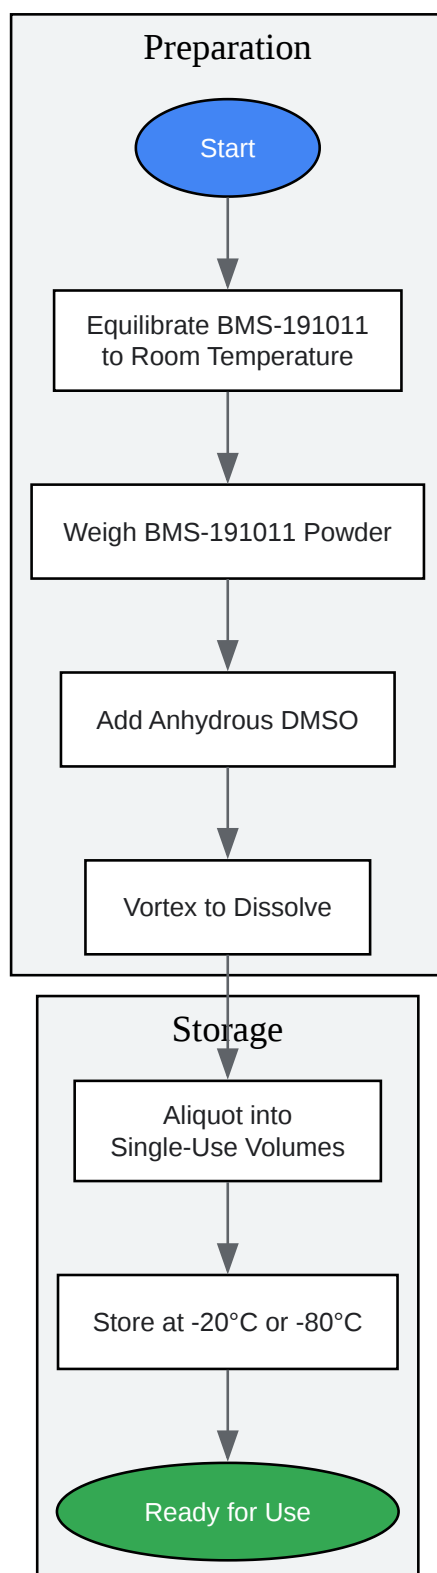 Preparation
Start
Equilibrate BMS-191011
to Room Temperature
Weigh BMS-191011 Powder
Add Anhydrous DMSO
Vortex to Dissolve
Storage
Aliquot into
Single-Use Volumes
Store at -20°C or -80°C
Ready for Use